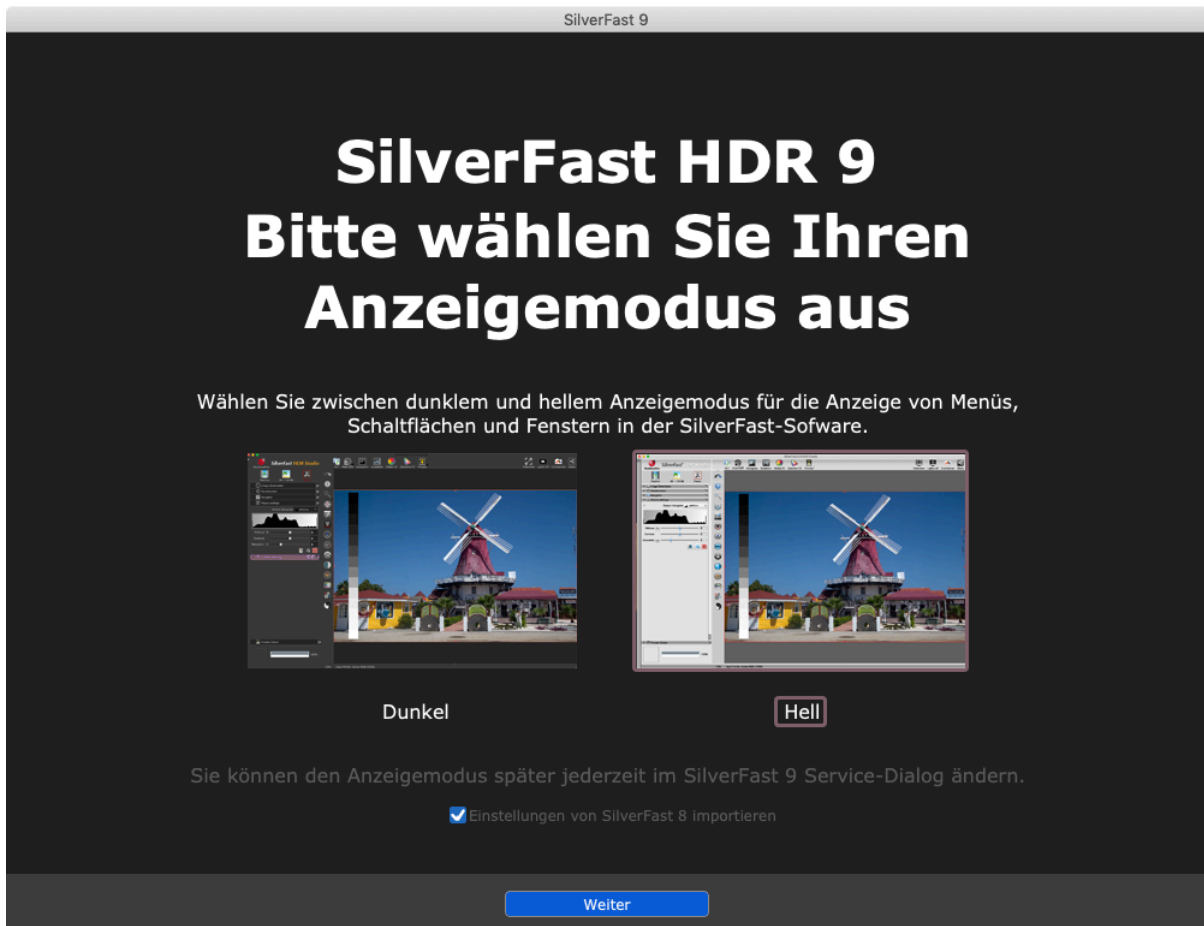 SilverFast 9
SilverFast HDR 9
Bitte wählen Sie Ihren
Anzeigemodus aus
Wählen Sie zwischen dunklem und hellem Anzeigemodus für die Anzeige von Menüs,
Schaltflächen und Fenstern in der SilverFast-Sofware.
Dunkel
Hell
Sie können den Anzeigemodus später jederzeit im SilverFast 9 Service-Dialog ändern.
Einstellungen von SilverFast 8 importieren
Weiter